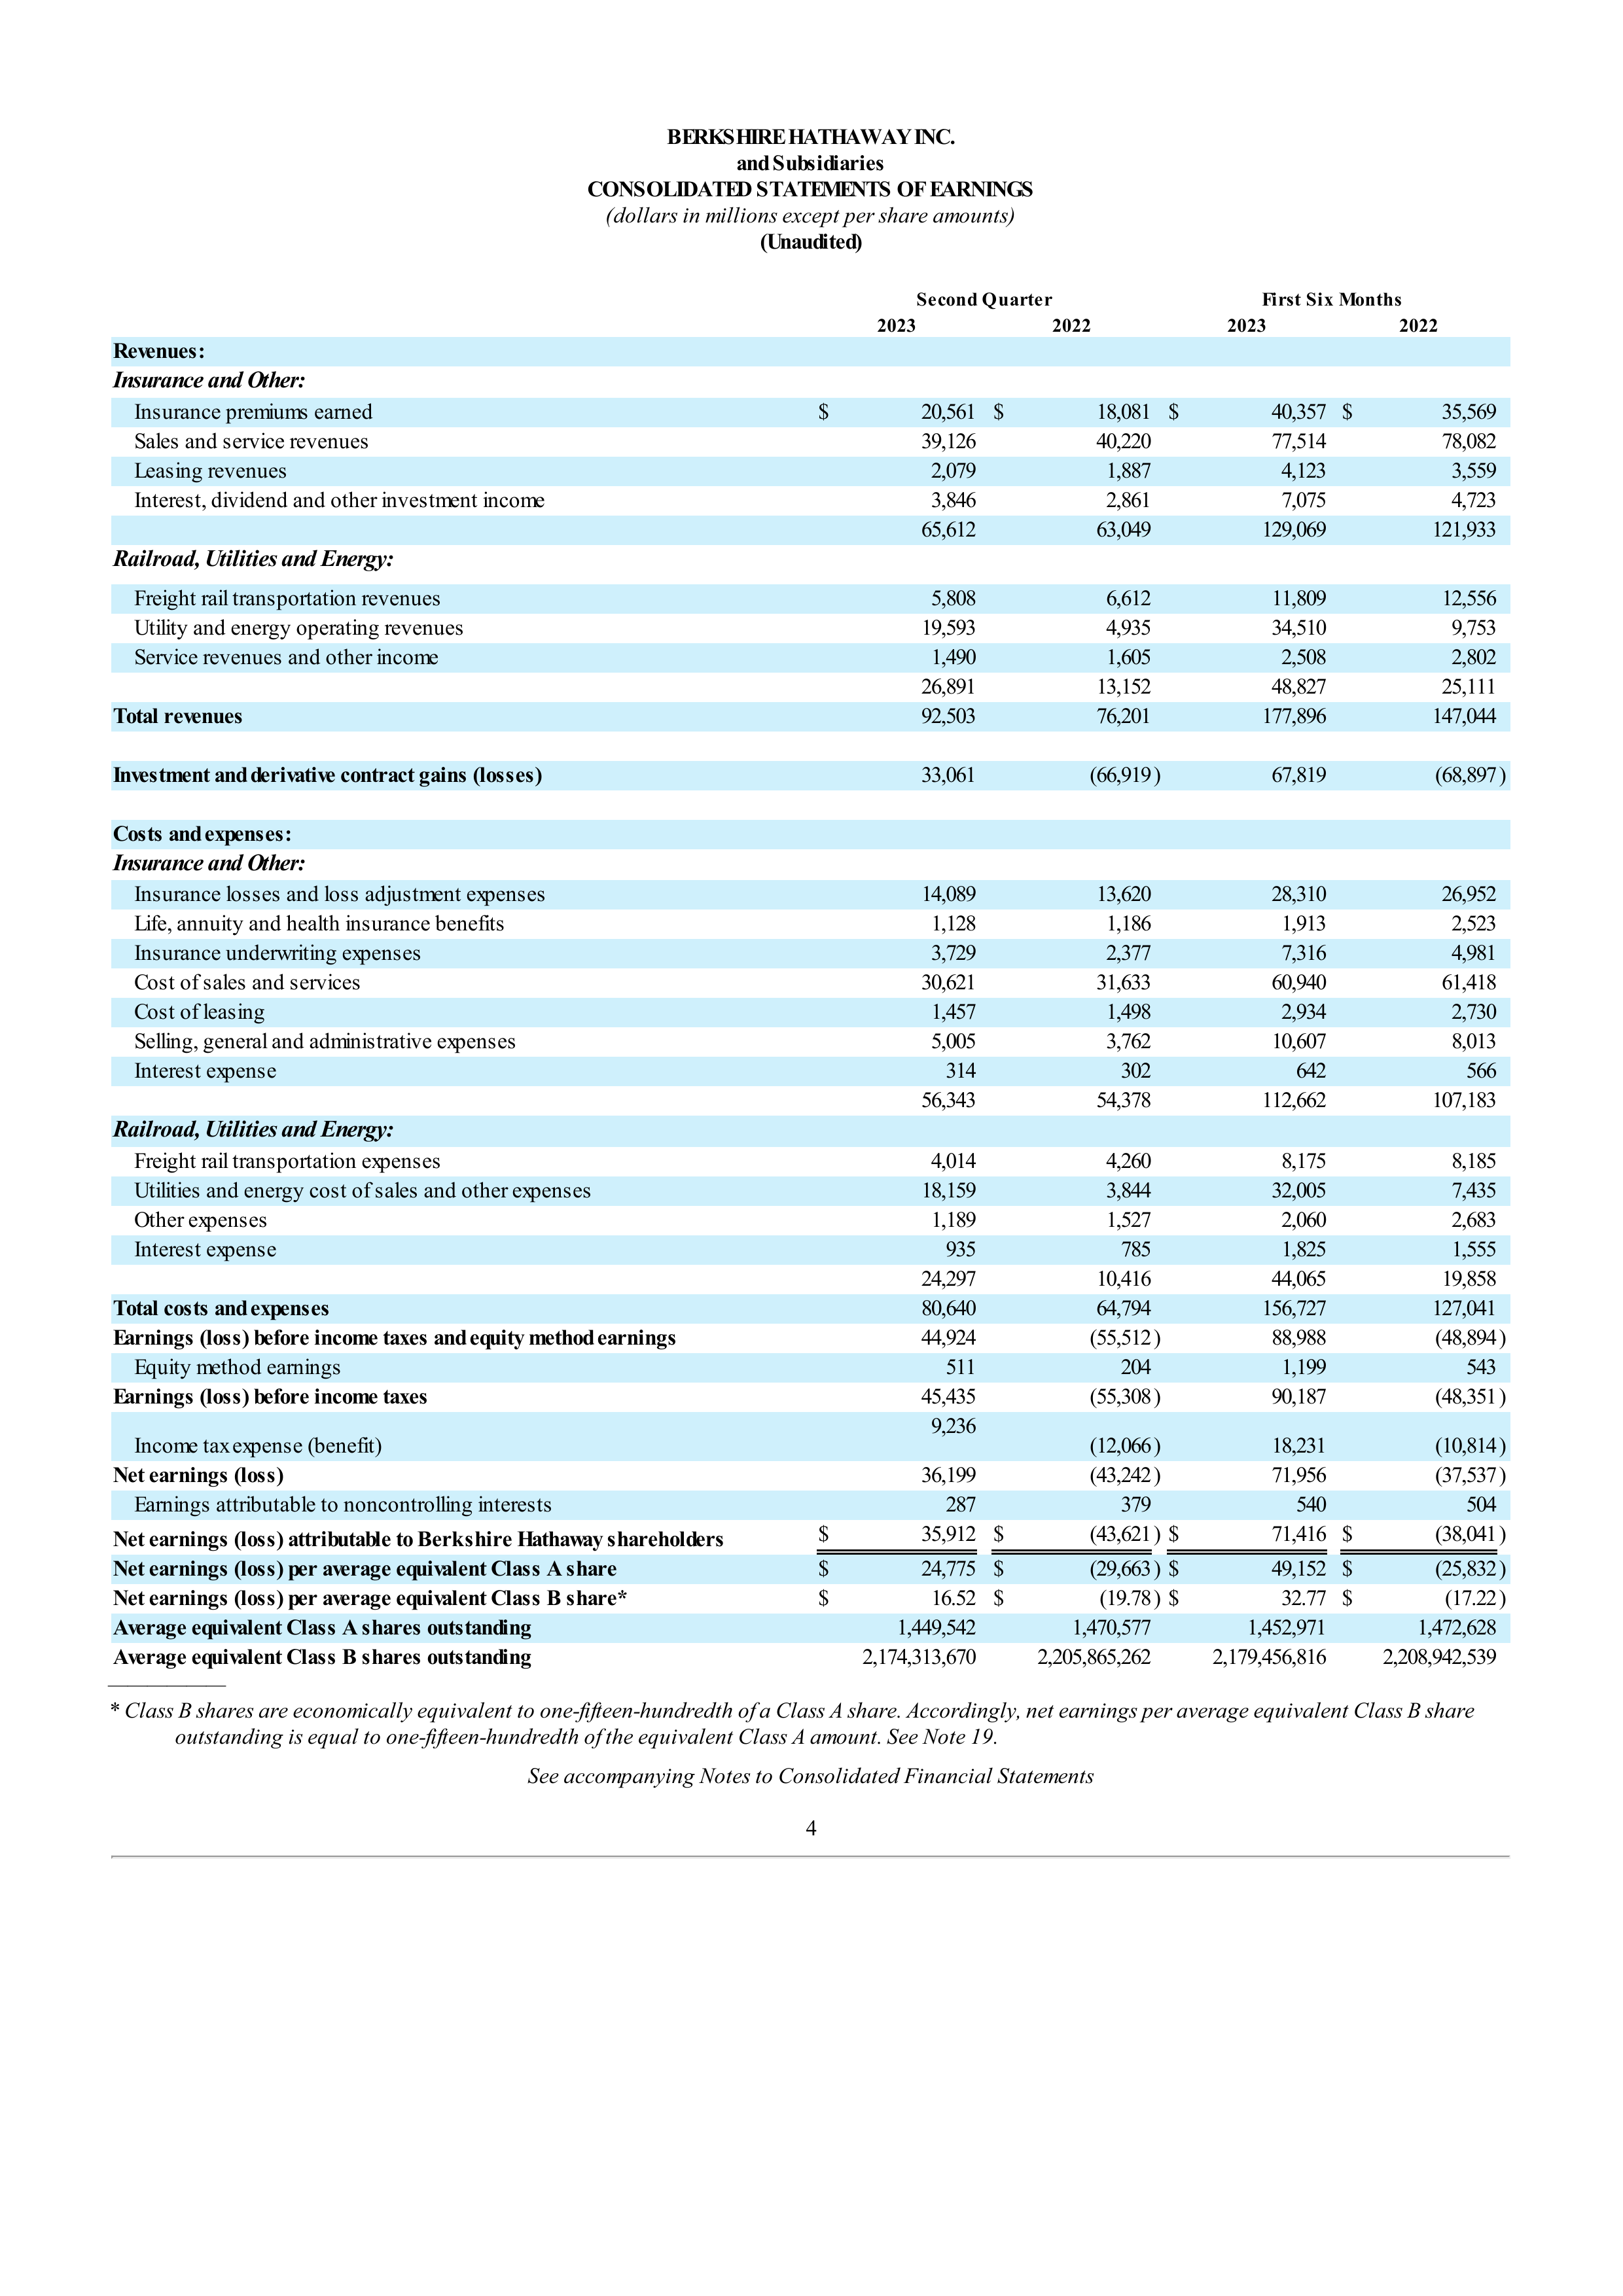 BERKSHIRE HATHAWAY INC.
and Subsidiaries
CONSOLIDATED STATEMENTS OF EARNINGS
(dollars in millions except per share amounts)
(Unaudited)
Second Quarter First Six Months
2023 2022 2023 2022
Revenues:
Insurance and Other:
Insurance premiums earned $ 20,561 $ 18,081 $ 40,357 $ 35,569
Sales and service revenues 39,126 40,220 77,514 78,082
Leasing revenues 2,079 1,887 4,123 3,559
Interest, dividend and other investment income 3,846 2,861 7,075 4,723
65,612 63,049 129,069 121,933
Railroad, Utilities and Energy:
Freight rail transportation revenues 5,808 6,612 11,809 12,556
Utility and energy operating revenues 19,593 4,935 34,510 9,753
Service revenues and other income 1,490 1,605 2,508 2,802
26,891 13,152 48,827 25,111
Total revenues 92,503 76,201 177,896 147,044
Investment and derivative contract gains (losses) 33,061 (66,919) 67,819 (68,897)
Costs and expenses:
Insurance and Other:
Insurance losses and loss adjustment expenses 14,089 13,620 28,310 26,952
Life, annuity and health insurance benefits 1,128 1,186 1,913 2,523
Insurance underwriting expenses 3,729 2,377 7,316 4,981
Cost of sales and services 30,621 31,633 60,940 61,418
Cost of leasing 1,457 1,498 2,934 2,730
Selling, general and administrative expenses 5,005 3,762 10,607 8,013
Interest expense 314 302 642 566
56,343 54,378 112,662 107,183
Railroad, Utilities and Energy:
Freight rail transportation expenses 4,014 4,260 8,175 8,185
Utilities and energy cost of sales and other expenses 18,159 3,844 32,005 7,435
Other expenses 1,189 1,527 2,060 2,683
Interest expense 935 785 1,825 1,555
24,297 10,416 44,065 19,858
Total costs and expenses 80,640 64,794 156,727 127,041
Earnings (loss) before income taxes and equity method earnings 44,924 (55,512) 88,988 (48,894)
Equity method earnings 511 204 1,199 543
Earnings (loss) before income taxes 45,435 (55,308) 90,187 (48,351)
Income tax expense (benefit) 9,236 (12,066) 18,231 (10,814)
Net earnings (loss) 36,199 (43,242) 71,956 (37,537)
Earnings attributable to noncontrolling interests 287 379 540 504
Net earnings (loss) attributable to Berkshire Hathaway shareholders $ 35,912 $ (43,621) $ 71,416 $ (38,041)
Net earnings (loss) per average equivalent Class A share $ 24,775 $ (29,663) $ 49,152 $ (25,832)
Net earnings (loss) per average equivalent Class B share* $ 16.52 $ (19.78) $ 32.77 $ (17.22)
Average equivalent Class A shares outstanding 1,449,542 1,470,577 1,452,971 1,472,628
Average equivalent Class B shares outstanding 2,174,313,670 2,205,865,262 2,179,456,816 2,208,942,539
* Class B shares are economically equivalent to one-fifteen-hundredth of a Class A share. Accordingly, net earnings per average equivalent Class B share
outstanding is equal to one-fifteen-hundredth of the equivalent Class A amount. See Note 19.
See accompanying Notes to Consolidated Financial Statements
4